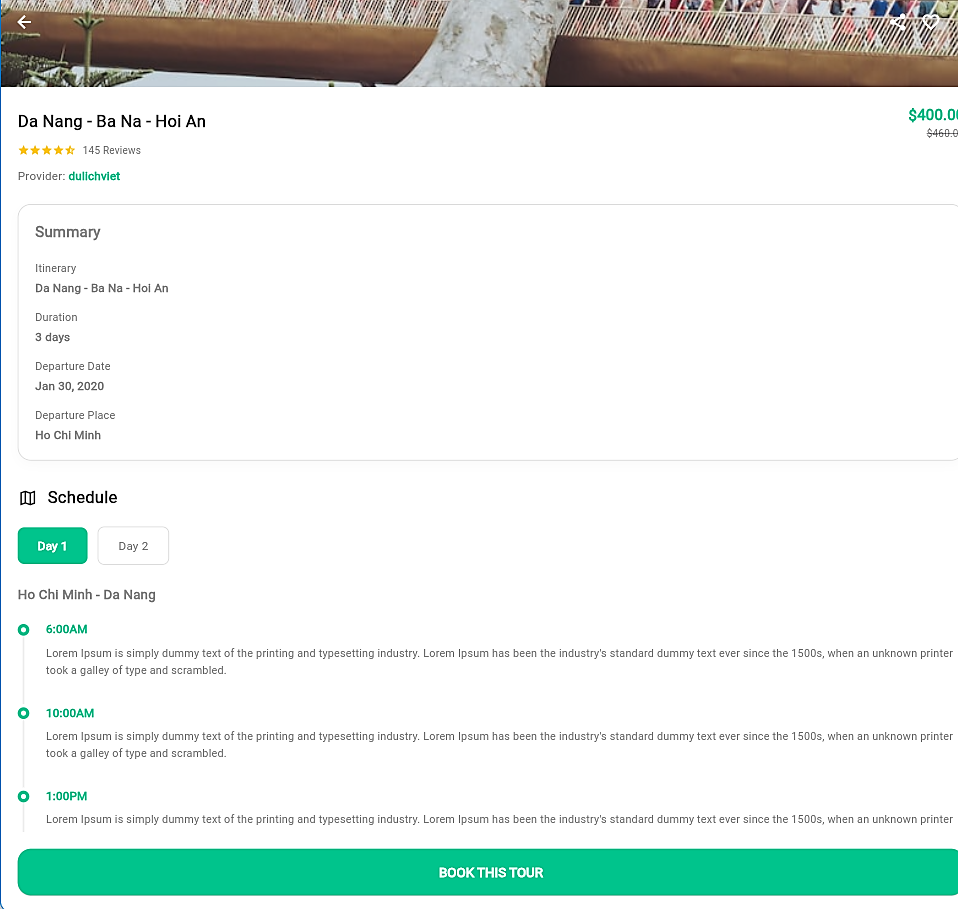 Da Nang - Ba Na - Hoi An
$400.0
145 Reviews
$460.0
Provider: dulichviet
Summary
Itinerary
Da Nang - Ba Na - Hoi An
Duration
3 days
Departure Date
Jan 30, 2020
Departure Place
Ho Chi Minh
Schedule
Day 1
Day 2
Ho Chi Minh - Da Nang
6:00AM
Lorem Ipsum is simply dummy text of the printing and typesetting industry. Lorem Ipsum has been the industry's standard dummy text ever since the 1500s, when an unknown printer
took a galley of type and scrambled.
10:00AM
Lorem Ipsum is simply dummy text of the printing and typesetting industry. Lorem Ipsum has been the industry's standard dummy text ever since the 1500s, when an unknown printer
took a galley of type and scrambled.
1:00PM
Lorem Ipsum is simply dummy text of the printing and typesetting industry. Lorem Ipsum has been the industry's standard dummy text ever since the 1500s, when an unknown printer
BOOK THIS TOUR